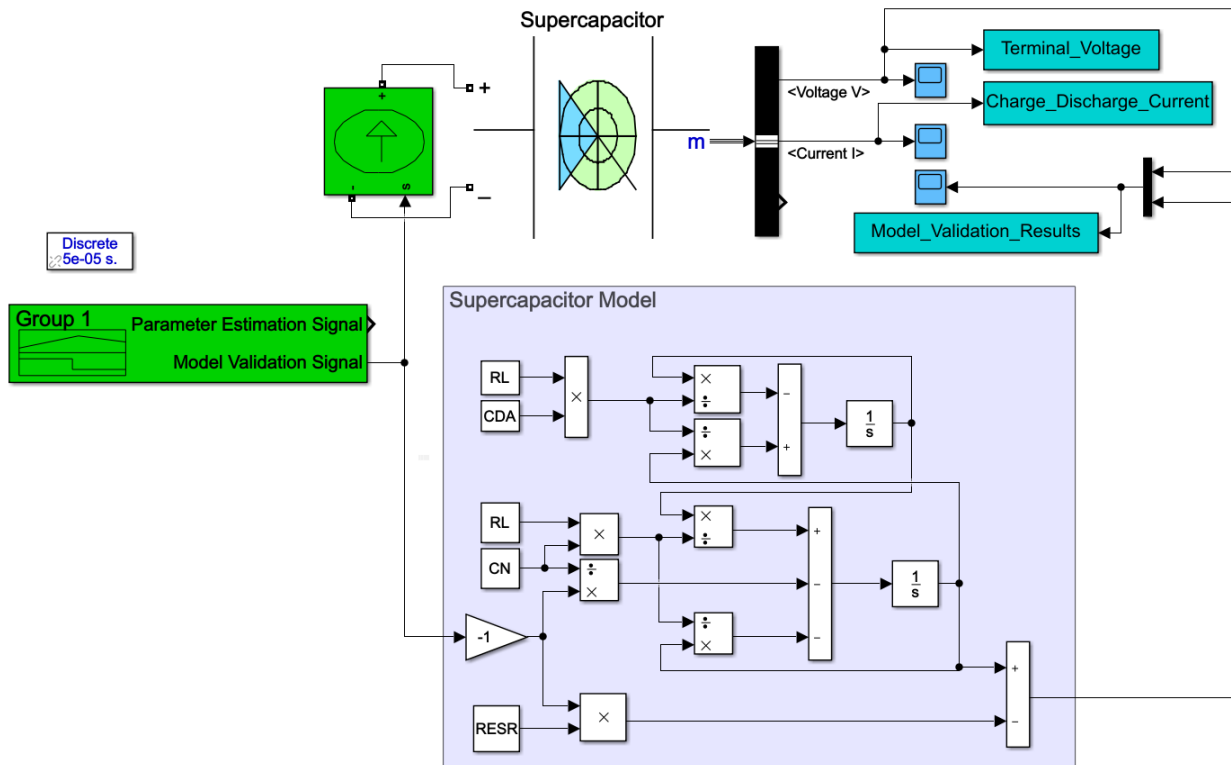 Supercapacitor
+
−
+
-
s
m
<Voltage V>
<Current I>
Terminal_Voltage
Charge_Discharge_Current
Model_Validation_Results
Discrete
5e-05 s.
Group 1
Parameter Estimation Signal
Model Validation Signal
Supercapacitor Model
RL
CDA
×
×
÷
÷
×
−
+
1
s
RL
CN
×
÷
×
×
÷
÷
×
+
−
−
1
s
-1
RESR
×
+
−